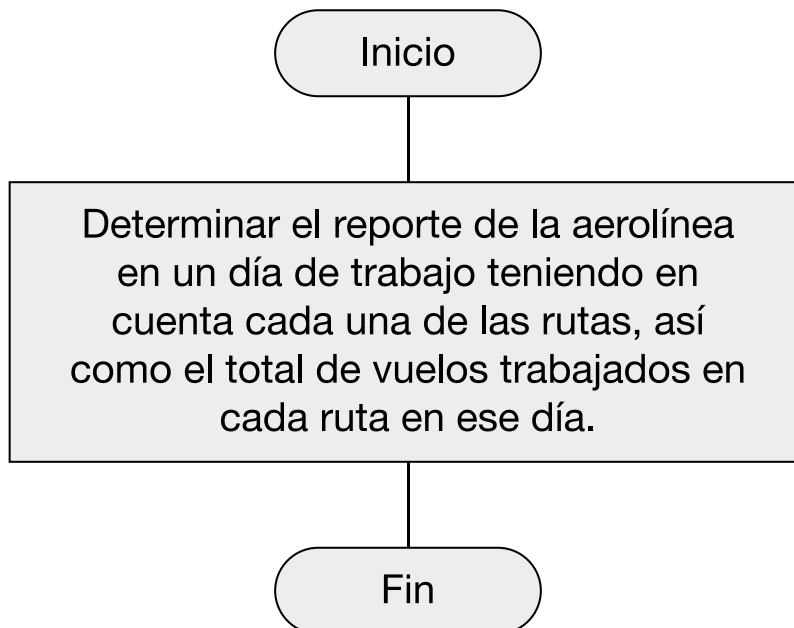 Inicio
Determinar el reporte de la aerolínea
en un día de trabajo teniendo en
cuenta cada una de las rutas, así
como el total de vuelos trabajados en
cada ruta en ese día.
Fin